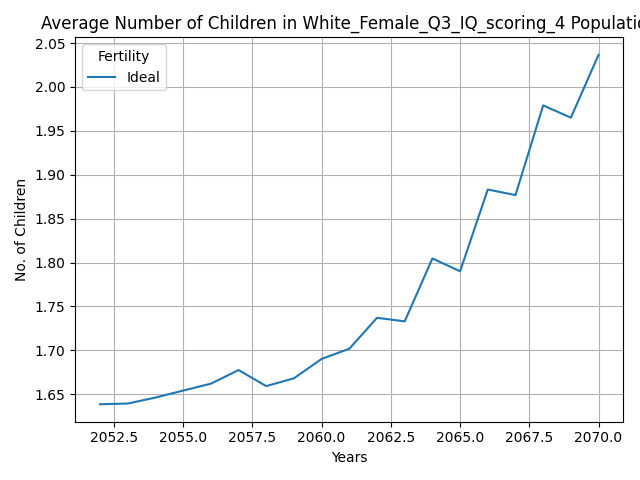 Average Number of Children in White_Female_Q3_IQ_scoring_4 Populatio
2.05
2.00
1.95
1.90
1.85
1.80
1.75
1.70
1.65
No. of Children
Fertility
Ideal
2052.5 2055.0 2057.5 2060.0 2062.5 2065.0 2067.5 2070.0
Years